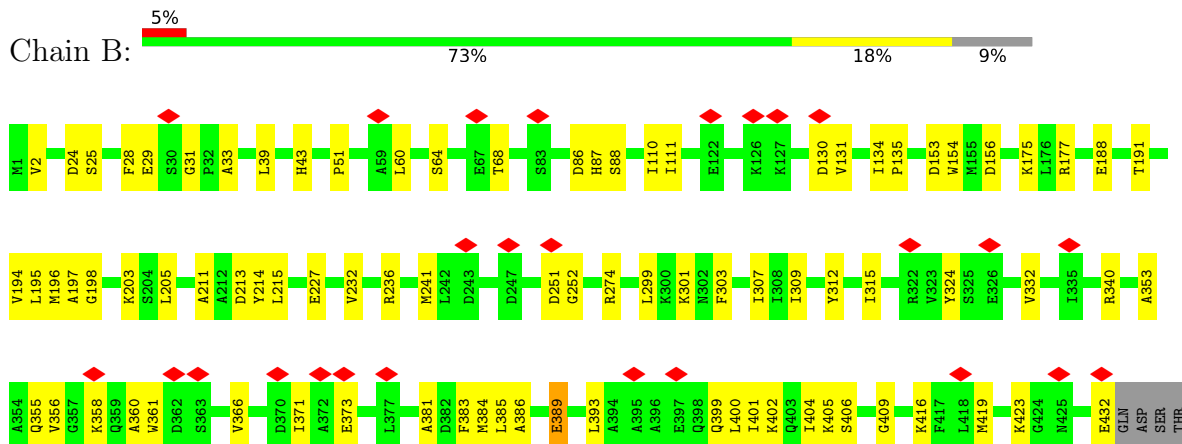 5%
Chain B:
73% 18% 9%
M1 V2 D24 S25 F28 E29 S30 G31 P32 A33 L39 H43 P51 A59 L60 S64 E67 T68 S83 D86 H87 S88 I110 I111 E122 K126 K127 D130 V131 I134 P135 D153 W154 M155 D156 K175 L176 R177 E188 T191
V194 L195 M196 A197 G198 K203 S204 L205 A211 A212 D213 Y214 L215 E227 V232 R236 M241 L242 D243 D247 D251 G252 R274 L299 K300 K301 N302 F303 I307 I308 I309 Y312 I315 R322 V323 Y324 S325 E326 V332 I335 R340 A353
A354 Q355 V356 G357 K358 Q359 A360 W361 D362 S363 V366 D370 I371 A372 E373 L377 A381 D382 F383 M384 L385 A386 E389 L393 A394 A395 A396 E397 Q398 Q399 L400 I401 K402 Q403 I404 K405 S406 G409 K416 F417 L418 M419 K423 G424 N425 E432 GLN ASP SER THR